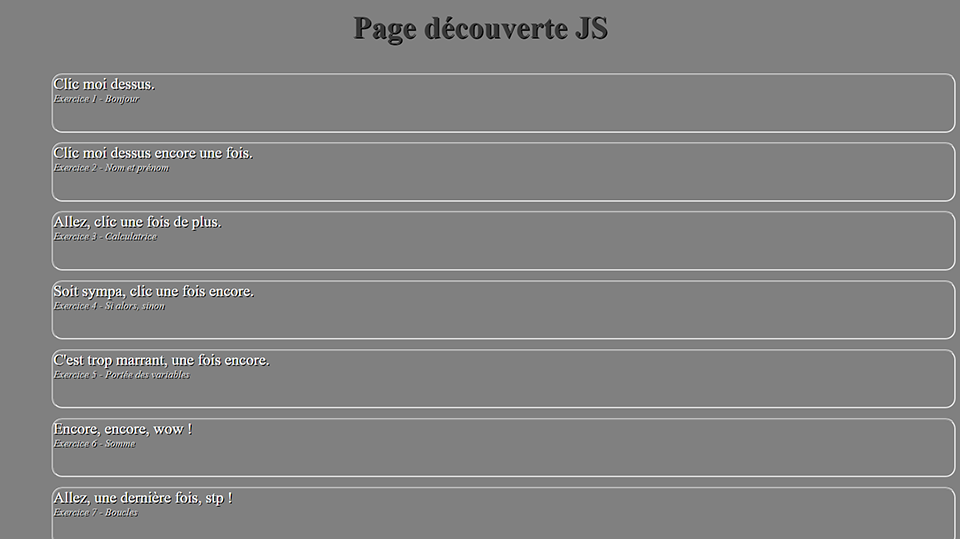 Page découverte JS
Clic moi dessus.
Exercice 1 - Bonjour
Clic moi dessus encore une fois.
Exercice 2 - Nom et prénom
Allez, clic une fois de plus.
Exercice 3 - Calculatrice
Soit sympa, clic une fois encore.
Exercice 4 - Si alors, sinon
C'est trop marrant, une fois encore.
Exercice 5 - Portée des variables
Encore, encore, wow !
Exercice 6 - Somme
Allez, une dernière fois, stp !
Exercice 7 - Boucles